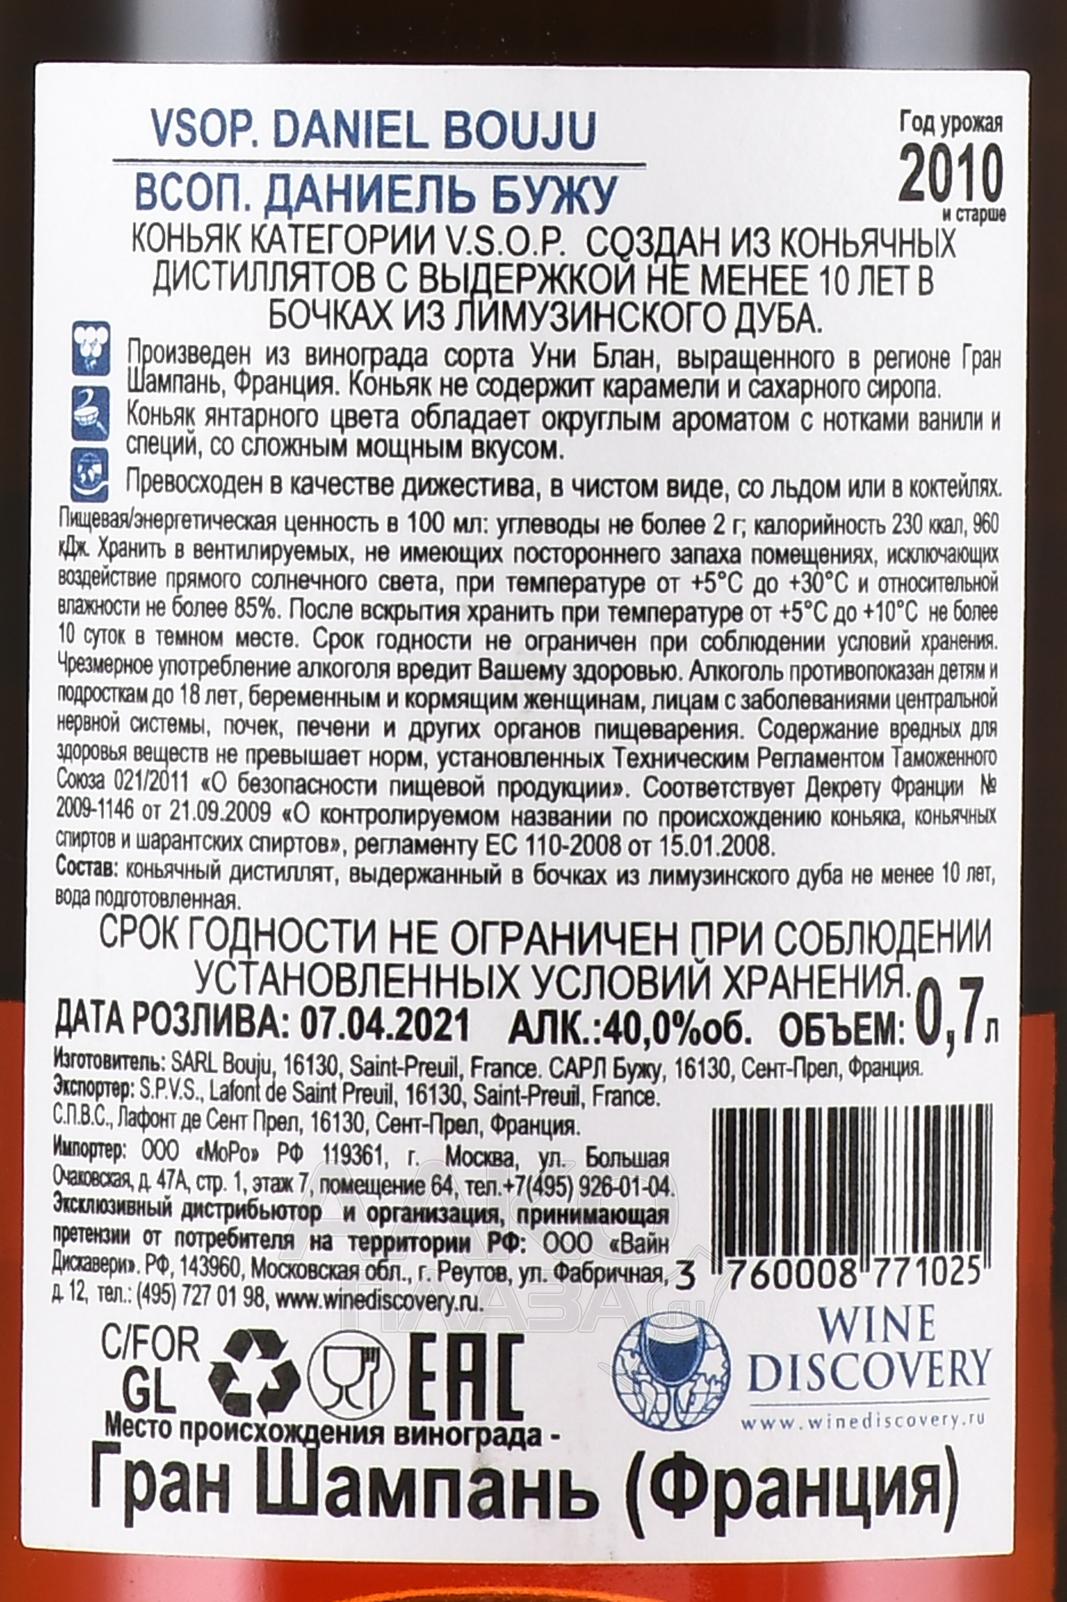 VSOP. DANIEL BOUJU
ВСОП. ДАНИЕЛЬ БУЖУ
Год урожая
2010
и старше
КОНЬЯК КАТЕГОРИИ V.S.O.P. СОЗДАН ИЗ КОНЬЯЧНЫХ
ДИСТИЛЛЯТОВ С ВЫДЕРЖКОЙ НЕ МЕНЕЕ 10 ЛЕТ В
БОЧКАХ ИЗ ЛИМУЗИНСКОГО ДУБА.
Произведен из винограда сорта Уни Блан, выращенного в регионе Гран
Шампань, Франция. Коньяк не содержит карамели и сахарного сиропа.
Коньяк янтарного цвета обладает округлым ароматом с нотками ванили и
специй, со сложным мощным вкусом.
Превосходен в качестве дижестива, в чистом виде, со льдом или в коктейлях.
Пищевая/энергетическая ценность в 100 мл: углеводы не более 2 г; калорийность 230 ккал, 960
кДж. Хранить в вентилируемых, не имеющих постороннего запаха помещениях, исключающих
воздействие прямого солнечного света, при температуре от +5°С до +30°С и относительной
влажности не более 85%. После вскрытия хранить при температуре от +5°С до +10°С не более
10 суток в темном месте. Срок годности не ограничен при соблюдении условий хранения.
Чрезмерное употребление алкоголя вредит Вашему здоровью. Алкоголь противопоказан детям и
подросткам до 18 лет, беременным и кормящим женщинам, лицам с заболеваниями центральной
нервной системы, почек, печени и других органов пищеварения. Содержание вредных для
здоровья веществ не превышает норм, установленных Техническим Регламентом Таможенного
Союза 021/2011 «О безопасности пищевой продукции». Соответствует Декрету Франции №
2009-1146 от 21.09.2009 «О контролируемом названии по происхождению коньяка, коньячных
спиртов и шарантских спиртов», регламенту ЕС 110-2008 от 15.01.2008.
Состав: коньячный дистиллят, выдержанный в бочках из лимузинского дуба не менее 10 лет,
вода подготовленная.
СРОК ГОДНОСТИ НЕ ОГРАНИЧЕН ПРИ СОБЛЮДЕНИИ
УСТАНОВЛЕННЫХ УСЛОВИЙ ХРАНЕНИЯ.
ДАТА РОЗЛИВА: 07.04.2021 АЛК.:40,0%об. ОБЪЕМ: 0,7 л
Изготовитель: SARL Bouju, 16130, Saint-Preuil, France. САРЛ Бужу, 16130, Сент-Прел, Франция.
Экспортер: S.P.V.S., Lafont de Saint Preuil, 16130, Saint-Preuil, France.
С.П.В.С., Лафонт де Сент Прел, 16130, Сент-Прел, Франция.
Импортер: ООО «МоРо» РФ 119361, г. Москва, ул. Большая
Очаковская, д. 47А, стр. 1, этаж 7, помещение 64, тел.+7(495) 926-01-04.
Эксклюзивный дистрибьютор и организация, принимающая
претензии от потребителя на территории РФ: ООО «Вайн
Дискавери». РФ, 143960, Московская обл., г. Реутов, ул. Фабричная,
д. 12, тел.: (495) 727 01 98, www.winediscovery.ru.
3 760008 771025
АЛКО
ПЛАЗА
.ru
C/FOR
GL
EAC
WINE
DISCOVERY
www.winediscovery.ru
Место происхождения винограда -
Гран Шампань (Франция)